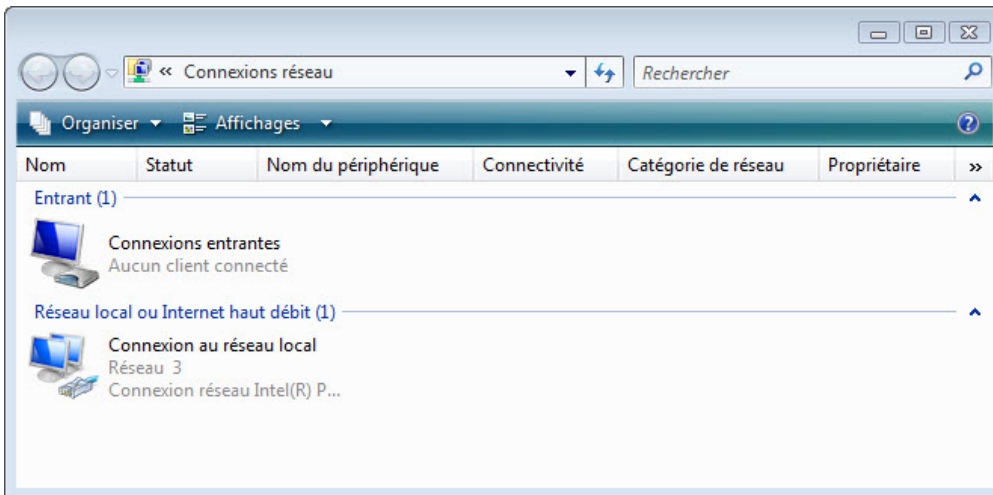 « Connexions réseau
Rechercher
Organiser Affichages
Nom Statut Nom du périphérique Connectivité Catégorie de réseau Propriétaire »
Entrant (1)
Connexions entrantes
Aucun client connecté
Réseau local ou Internet haut débit (1)
Connexion au réseau local
Réseau 3
Connexion réseau Intel(R) P...